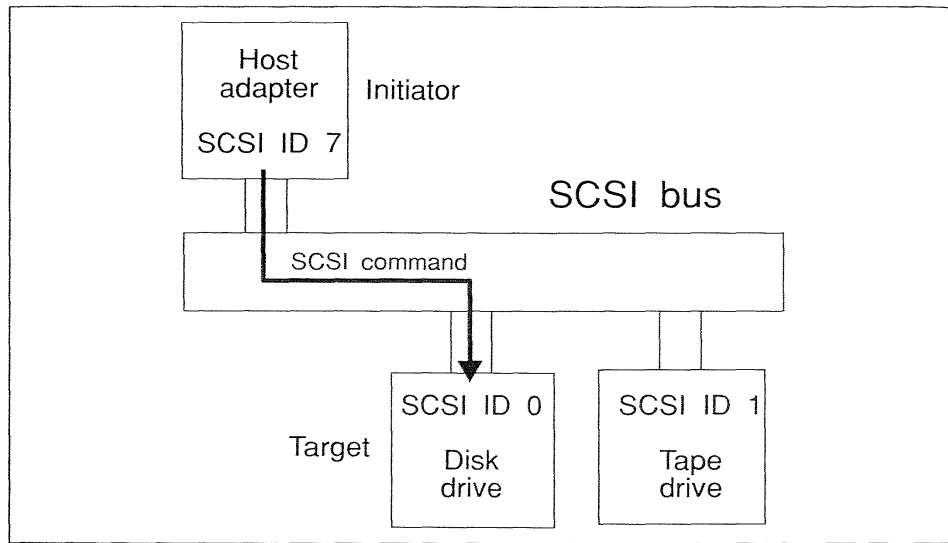 Host
adapter
SCSI ID 7
Initiator
SCSI bus
SCSI command
SCSI ID 0
Disk
drive
Target
SCSI ID 1
Tape
drive